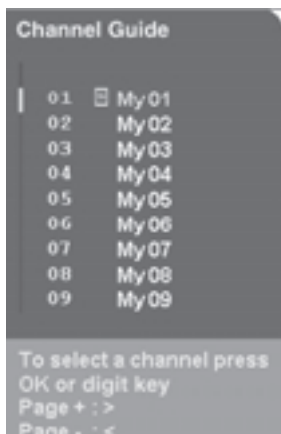 Channel Guide
01 My 01
02 My 02
03 My 03
04 My 04
05 My 05
06 My 06
07 My 07
08 My 08
09 My 09
To select a channel press
OK or digit key
Page + : >
Page - : <